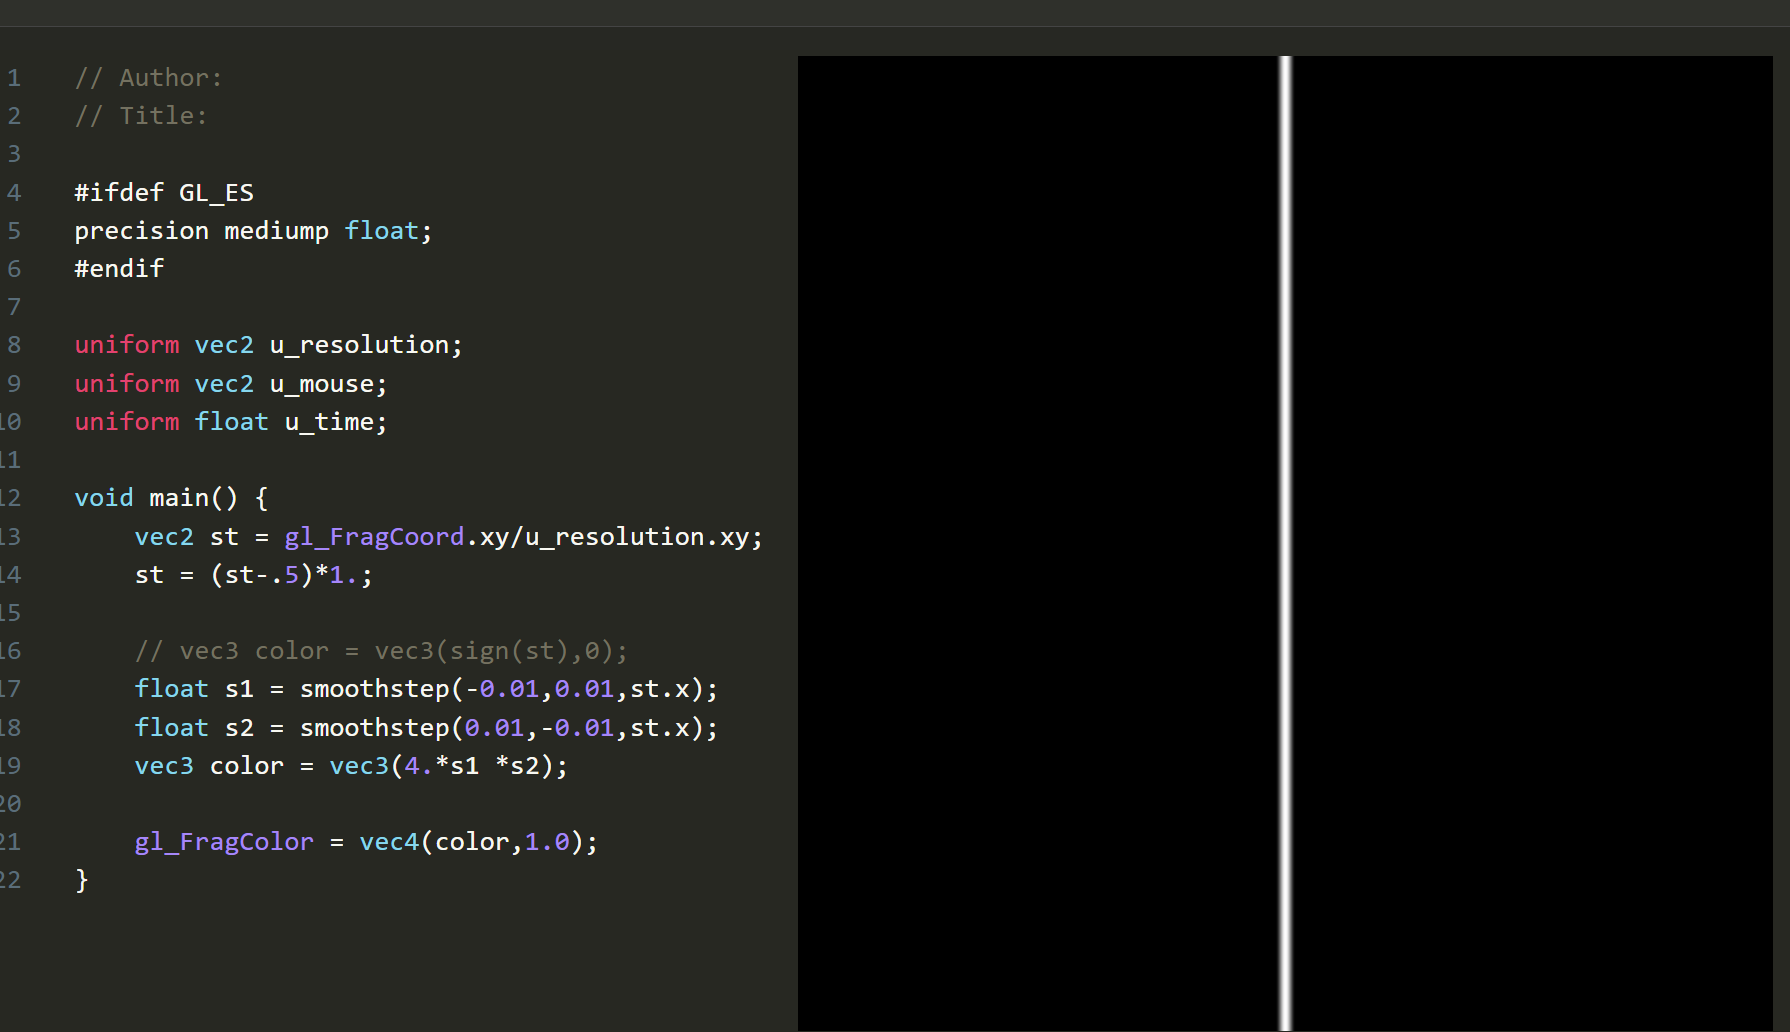 1 // Author:
2 // Title:
3
4 #ifdef GL_ES
5 precision mediump float;
6 #endif
7
8 uniform vec2 u_resolution;
9 uniform vec2 u_mouse;
10 uniform float u_time;
11
12 void main() {
13 vec2 st = gl_FragCoord.xy/u_resolution.xy;
14 st = (st-.5)*1.;
15
16 // vec3 color = vec3(sign(st),0);
17 float s1 = smoothstep(-0.01,0.01,st.x);
18 float s2 = smoothstep(0.01,-0.01,st.x);
19 vec3 color = vec3(4.*s1 *s2);
20
21 gl_FragColor = vec4(color,1.0);
22 }